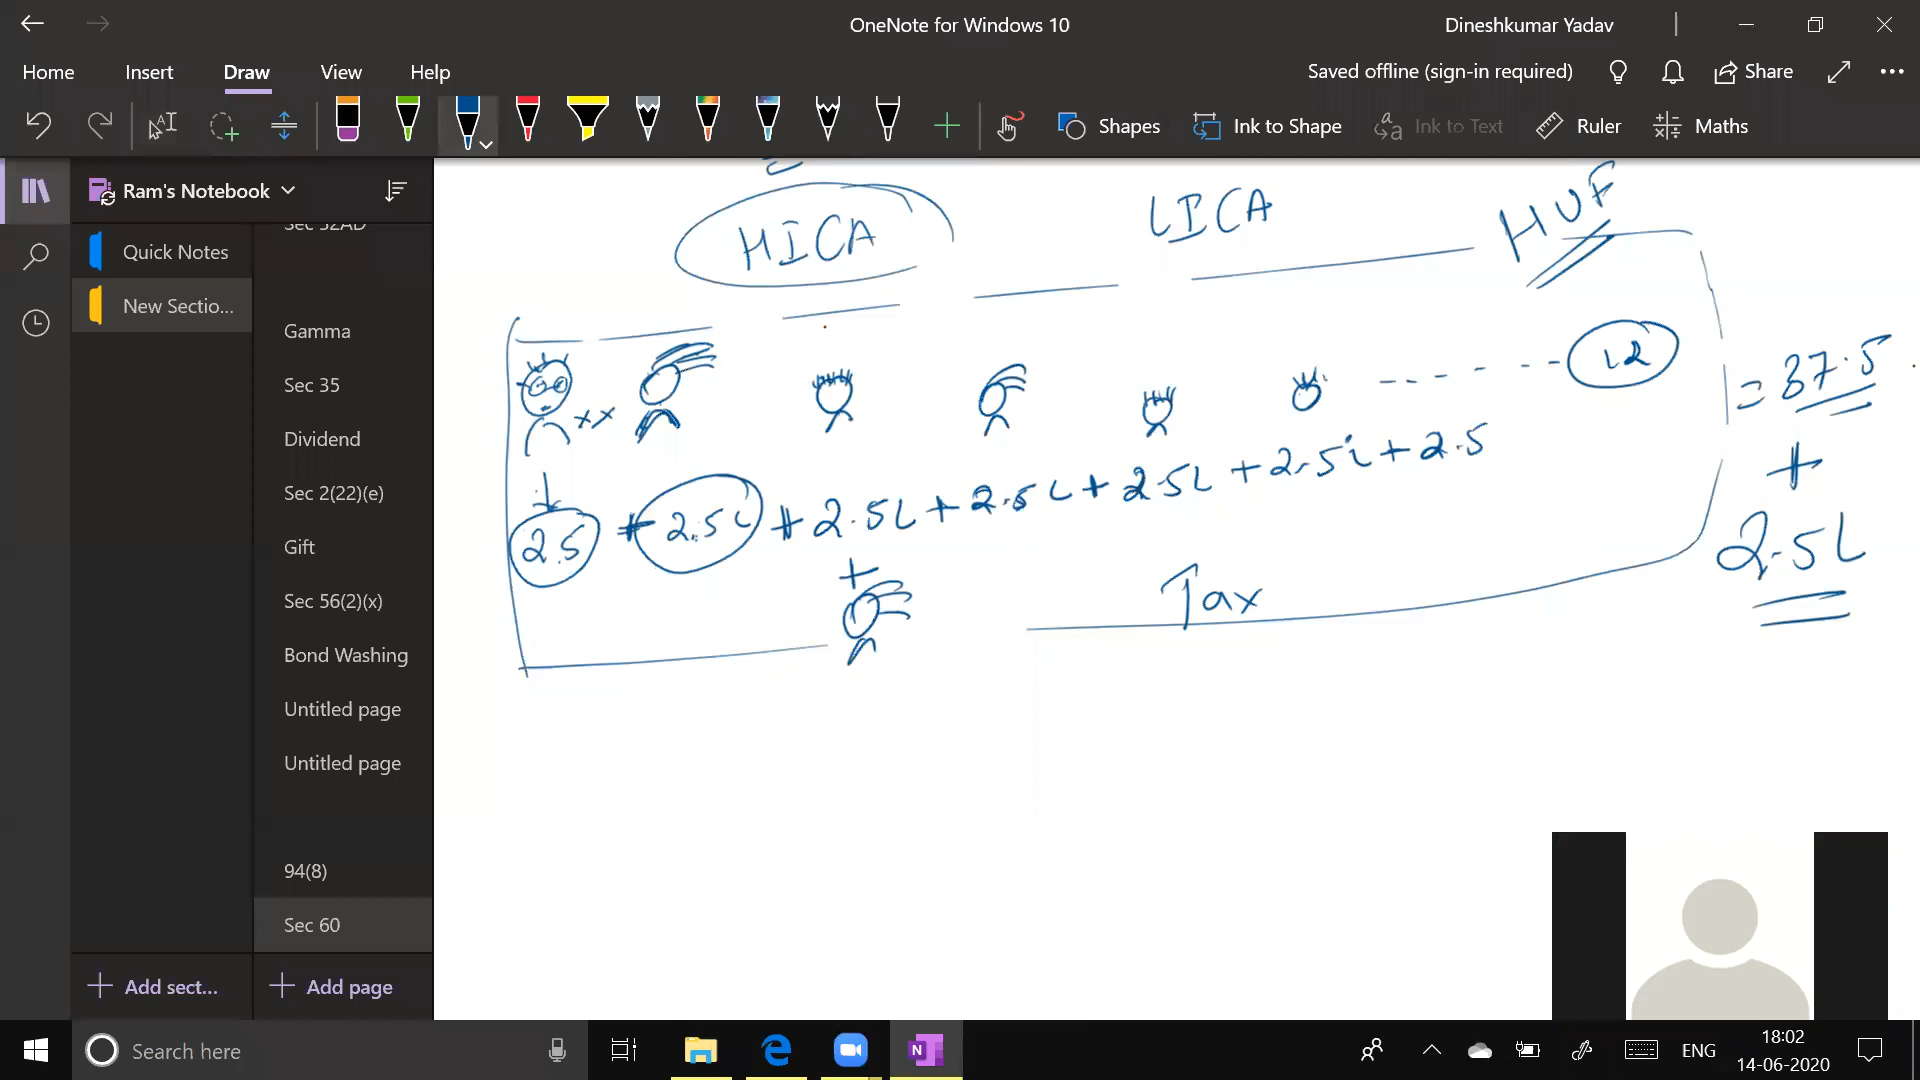 OneNote for Windows 10
Dineshkumar Yadav
Home Insert Draw View Help
Saved offline (sign-in required)
Share
Shapes
Ink to Shape
Ink to Text
Ruler
Maths
Ram's Notebook
Quick Notes
New Sectio...
Sec 52AD
Gamma
Sec 35
Dividend
Sec 2(22)(e)
Gift
Sec 56(2)(x)
Bond Washing
Untitled page
Untitled page
94(8)
Sec 60
Add sect...
Add page
HICA LICA HUF
12
= 37.5
xx
2.5 + 2.5L + 2.5L + 2.5L + 2.5L + 2.5L + 2.5
+
2.5L
+
Tax
Search here
ENG
18:02
14-06-2020